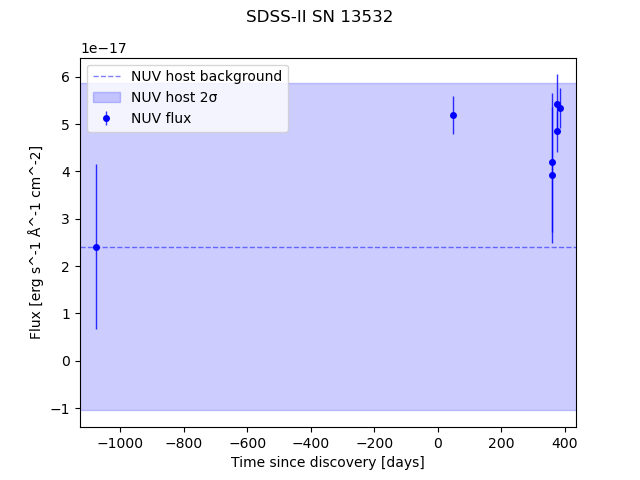 SDSS-II SN 13532
1e−17
NUV host background
NUV host 2σ
NUV flux
6
5
4
3
2
1
0
−1
Flux [erg s^-1 Å^-1 cm^-2]
−1000 −800 −600 −400 −200 0 200 400
Time since discovery [days]